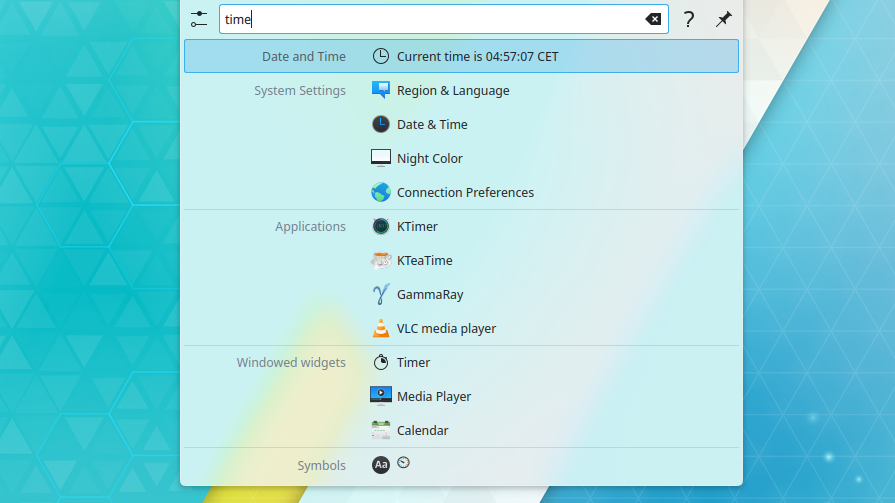 time
?
Date and Time Current time is 04:57:07 CET
System Settings Region & Language
Date & Time
Night Color
Connection Preferences
Applications KTimer
KTeaTime
GammaRay
VLC media player
Windowed widgets Timer
Media Player
Calendar
Symbols Aa